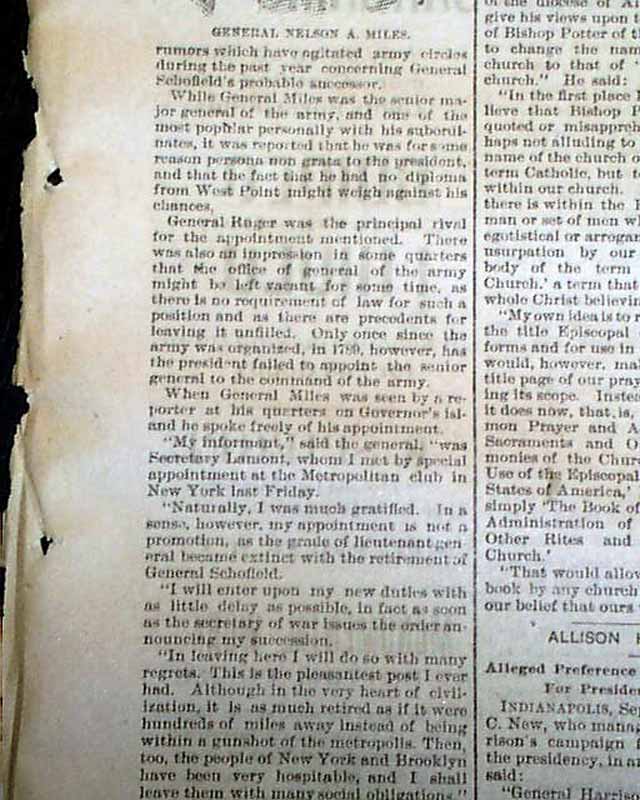 GENERAL NELSON A. MILES.
rumors which have agitated army circles
during the past year concerning General
Schofield's probable successor.
While General Miles was the senior ma-
jor general of the army, and one of the
most popular personally with his subordi-
nates, it was reported that he was for some
reason persona non grata to the president,
and that the fact that he had no diploma
from West Point might weigh against his
chances.
General Ruger was the principal rival
for the appointment mentioned. There
was also an impression in some quarters
that the office of general of the army
might be left vacant for some time, as
there is no requirement of law for such a
position and as there are precedents for
leaving it unfilled. Only once since the
army was organized, in 1789, however, has
the president failed to appoint the senior
general to the command of the army.
When General Miles was seen by a re-
porter at his quarters on Governor's isl-
and he spoke freely of his appointment.
"My informant," said the general, "was
Secretary Lamont, whom I met by special
appointment at the Metropolitan club in
New York last Friday.
"Naturally, I was much gratified. In a
sense, however, my appointment is not a
promotion, as the grade of lieutenant gen-
eral became extinct with the retirement of
General Schofield.
"I will enter upon my new duties with
as little delay as possible, in fact as soon
as the secretary of war issues the order an-
nouncing my succession.
"In leaving here I will do so with many
regrets. This is the pleasantest post I ever
had. Although in the very heart of civil-
ization, it is as much retired as if it were
hundreds of miles away instead of being
within a gunshot of the metropolis. Then,
too, the people of New York and Brooklyn
have been very hospitable, and I shall
leave them with many social obligations."
of the diocese of
give his views upon
of Bishop Potter of
to change the
church to that of
church." He said:
"In the first place
lieve that Bishop
quoted or
haps not alluding to
name of the church
term Catholic, but
within our church.
there is within the
man or set of men
egotistical or
usurpation by our
body of the term
Church,' a term that
whole Christ
"My own idea is to
the title Episcopal
forms and for use in
would, however,
title page of our
ing its scope.
it does now, that is,
mon Prayer and
Sacraments and
monies of the
Use of the Episcopal
States of America,'
simply 'The Book of
Administration of
Other Rites and
Church.'
"That would
book by any church
our belief that ours
ALLISON
Alleged Preference
For
INDIANAPOLIS,
C. New, who
rison's campaign
the presidency, in
said:
"General